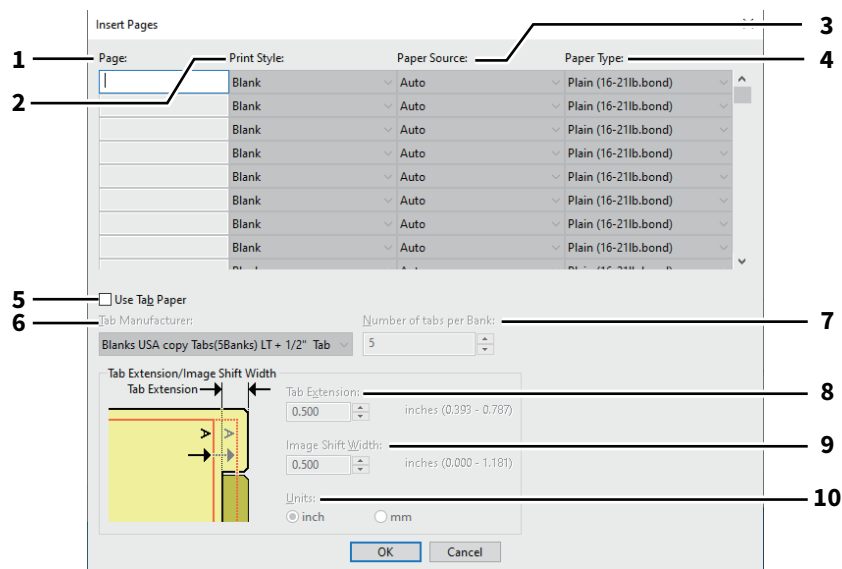 Insert Pages
3
1 Page: Print Style: Paper Source: Paper Type: 4
2
Blank Auto Plain (16-21lb.bond)
Blank Auto Plain (16-21lb.bond)
Blank Auto Plain (16-21lb.bond)
Blank Auto Plain (16-21lb.bond)
Blank Auto Plain (16-21lb.bond)
Blank Auto Plain (16-21lb.bond)
Blank Auto Plain (16-21lb.bond)
Blank Auto Plain (16-21lb.bond)
5 Use Tab Paper
6 Tab Manufacturer: Number of tabs per Bank: 7
Blanks USA copy Tabs(5Banks) LT + 1/2" Tab 5
Tab Extension/Image Shift Width
Tab Extension
Tab Extension: 8
0.500 inches (0.393 - 0.787)
A A
Image Shift Width: 9
0.500 inches (0.000 - 1.181)
Units: 10
inch mm
OK Cancel